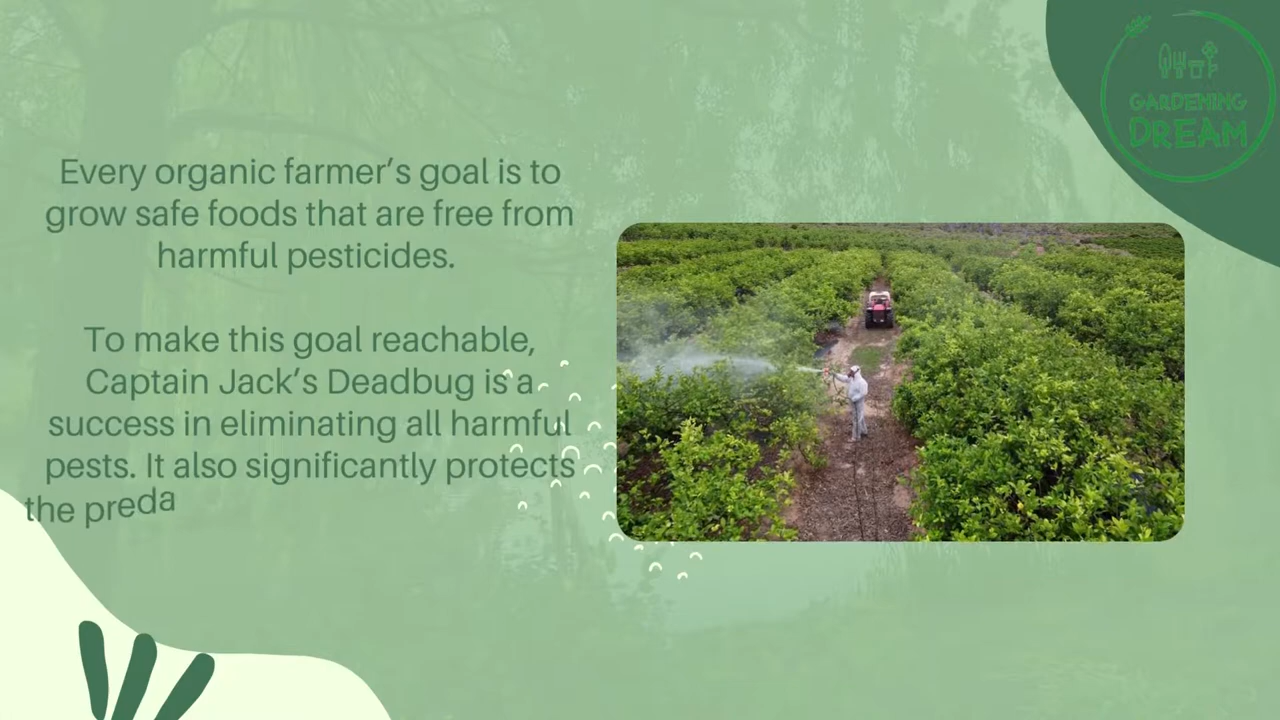 Every organic farmer’s goal is to
grow safe foods that are free from
harmful pesticides.
To make this goal reachable,
Captain Jack’s Deadbug is a
success in eliminating all harmful
pests. It also significantly protects
the preda
GARDENING
DREAM